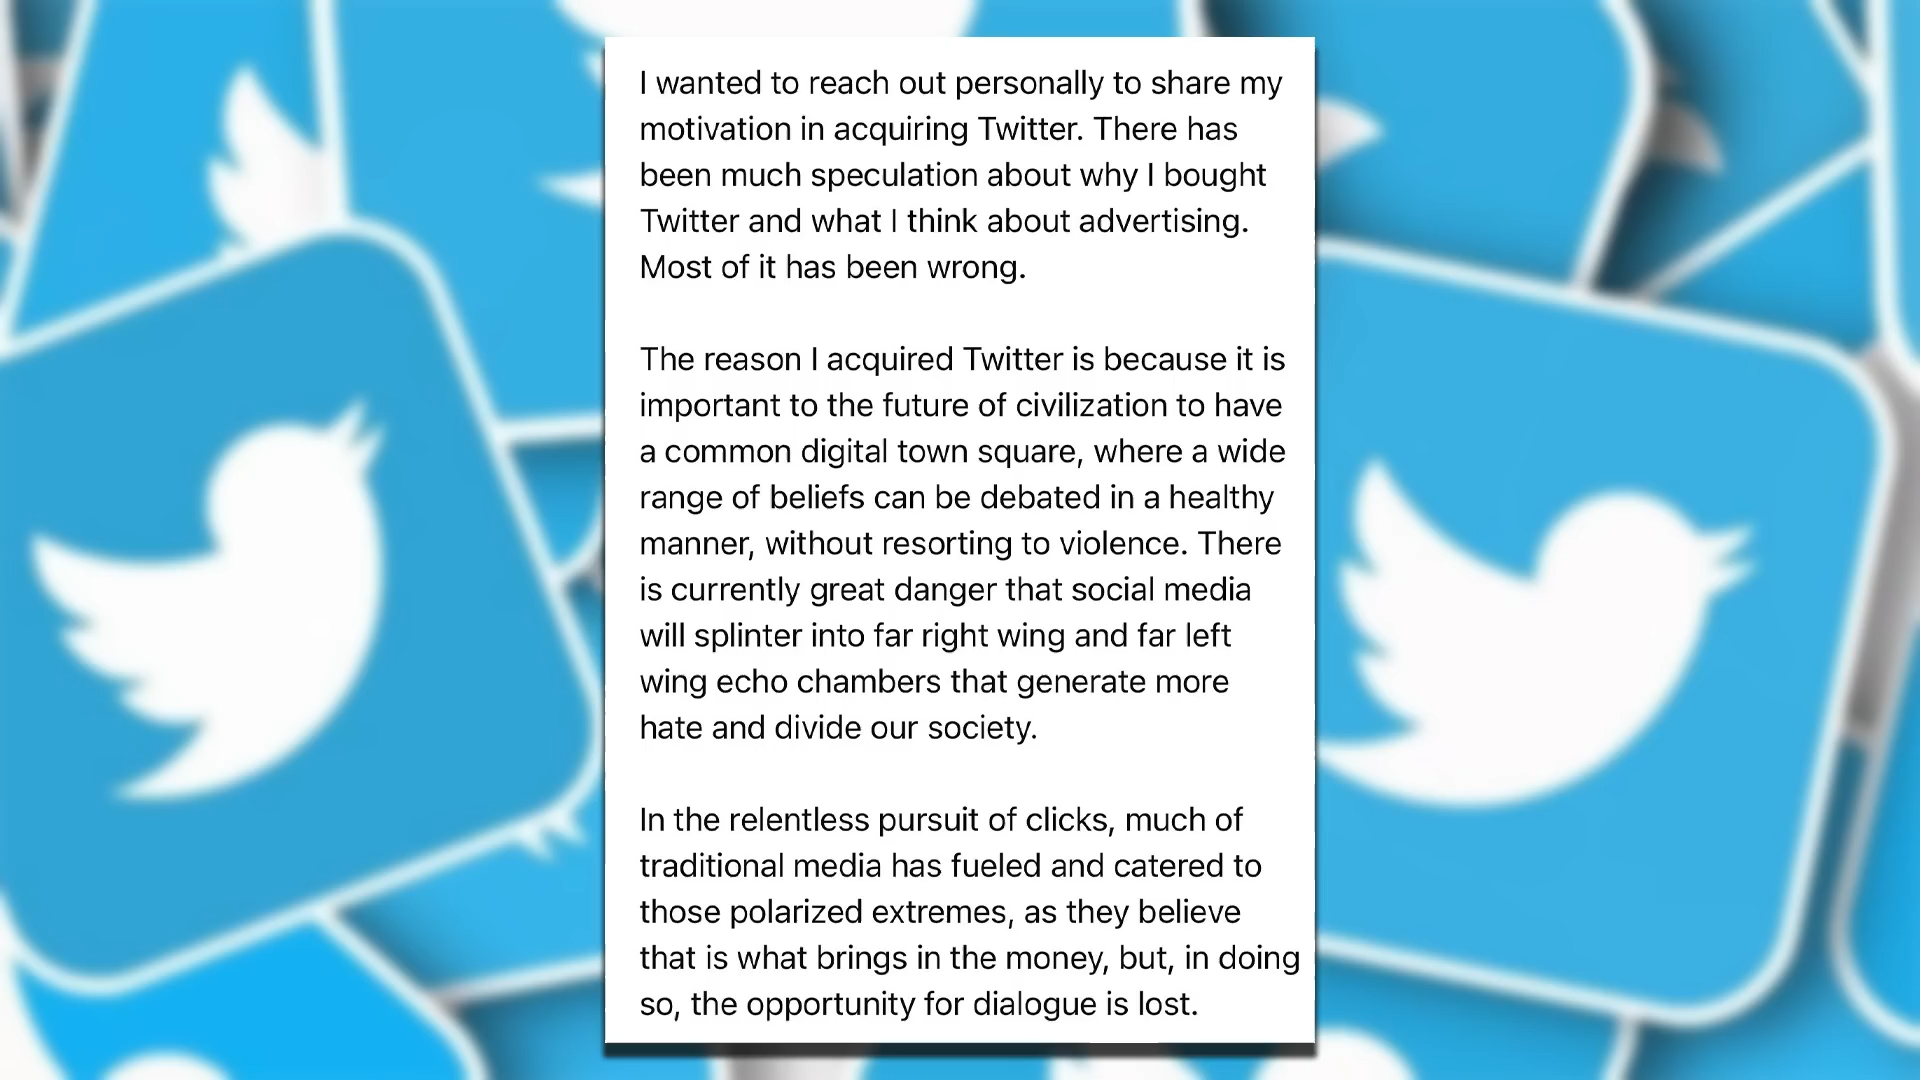 I wanted to reach out personally to share my
motivation in acquiring Twitter. There has
been much speculation about why I bought
Twitter and what I think about advertising.
Most of it has been wrong.
The reason I acquired Twitter is because it is
important to the future of civilization to have
a common digital town square, where a wide
range of beliefs can be debated in a healthy
manner, without resorting to violence. There
is currently great danger that social media
will splinter into far right wing and far left
wing echo chambers that generate more
hate and divide our society.
In the relentless pursuit of clicks, much of
traditional media has fueled and catered to
those polarized extremes, as they believe
that is what brings in the money, but, in doing
so, the opportunity for dialogue is lost.